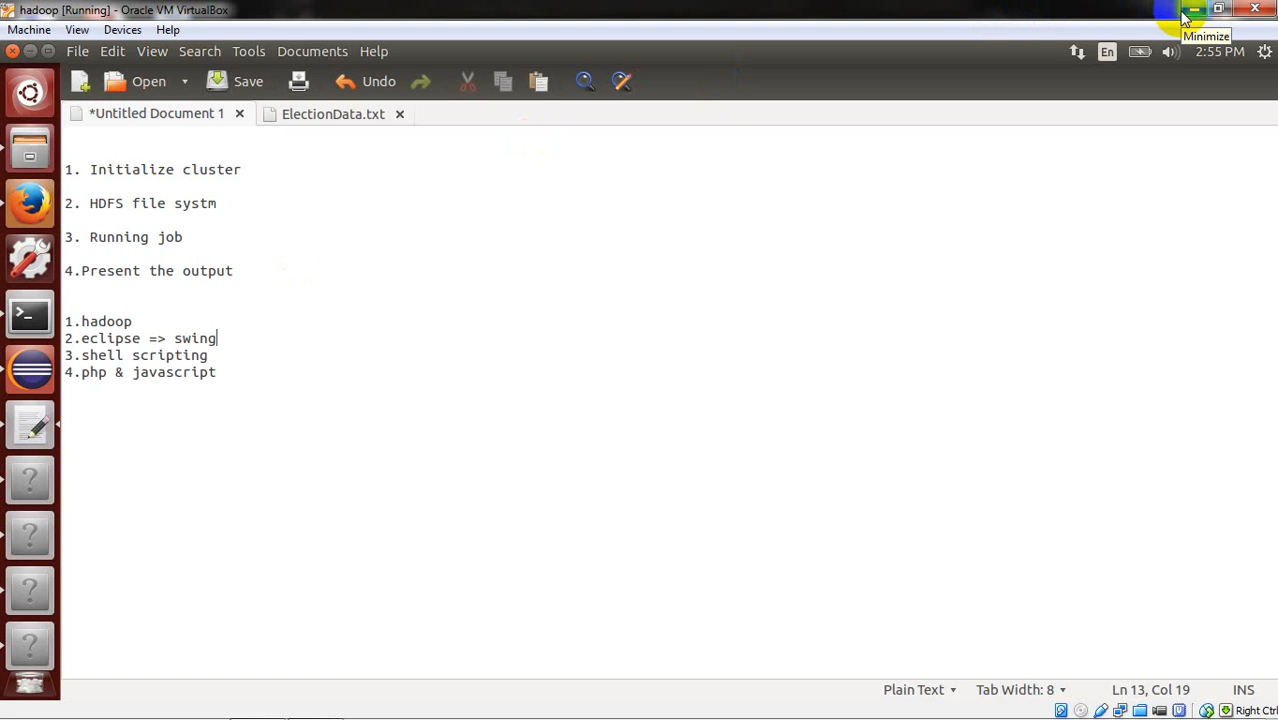 hadoop [Running] - Oracle VM VirtualBox
Machine View Devices Help
Minimize
File Edit View Search Tools Documents Help
En 2:55 PM
Open Save Undo
*Untitled Document 1 ElectionData.txt
1. Initialize cluster
2. HDFS file systm
3. Running job
4.Present the output
1.hadoop
2.eclipse => swing
3.shell scripting
4.php & javascript
Plain Text Tab Width: 8 Ln 13, Col 19 INS
Right Ctrl